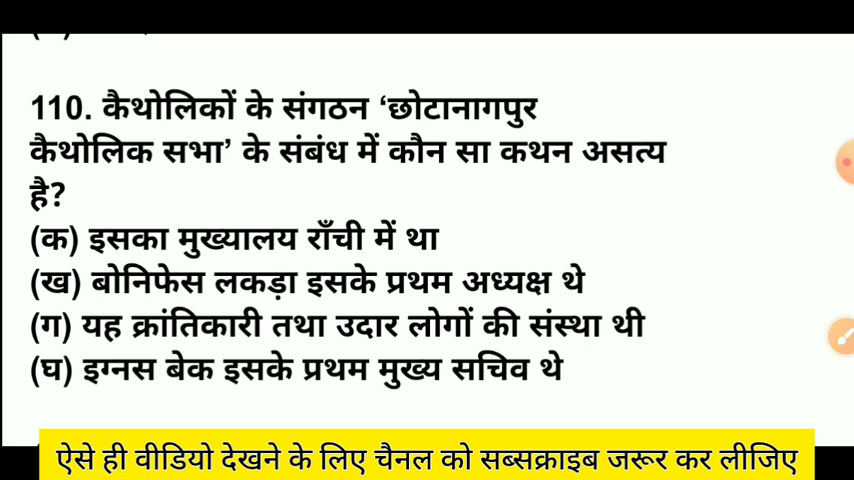 110. कैथोलिकों के संगठन ‘छोटानागपुर
कैथोलिक सभा’ के संबंध में कौन सा कथन असत्य
है?
(क) इसका मुख्यालय राँची में था
(ख) बोनिफेस लकड़ा इसके प्रथम अध्यक्ष थे
(ग) यह क्रांतिकारी तथा उदार लोगों की संस्था थी
(घ) इग्नस बेक इसके प्रथम मुख्य सचिव थे
ऐसे ही वीडियो देखने के लिए चैनल को सब्सक्राइब जरूर कर लीजिए